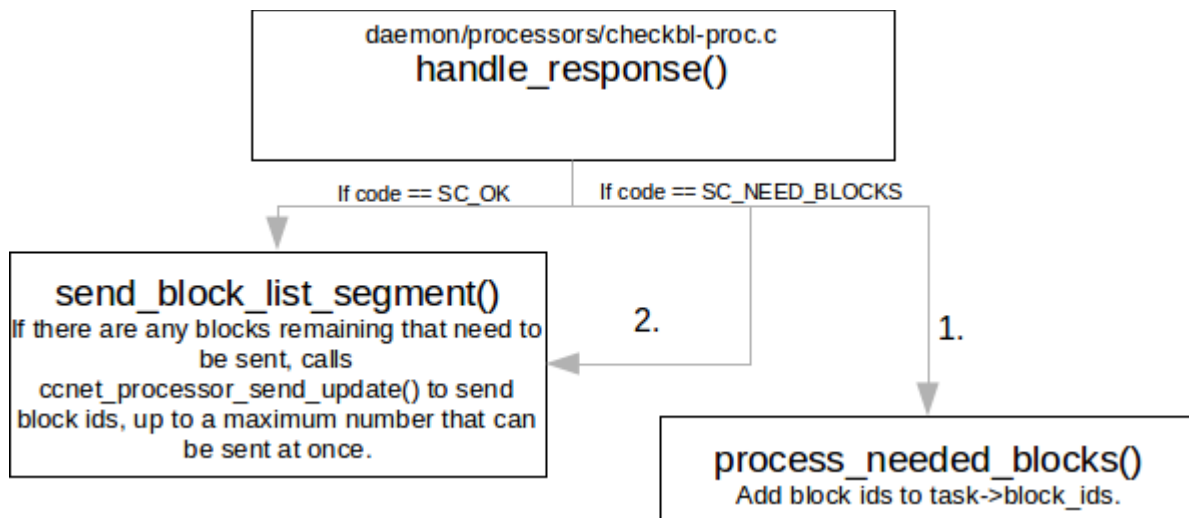 daemon/processors/checkbl-proc.c
handle_response()
If code == SC_OK
If code == SC_NEED_BLOCKS
send_block_list_segment()
If there are any blocks remaining that need to
be sent, calls
ccnet_processor_send_update() to send
block ids, up to a maximum number that can
be sent at once.
2.
1.
process_needed_blocks()
Add block ids to task->block_ids.